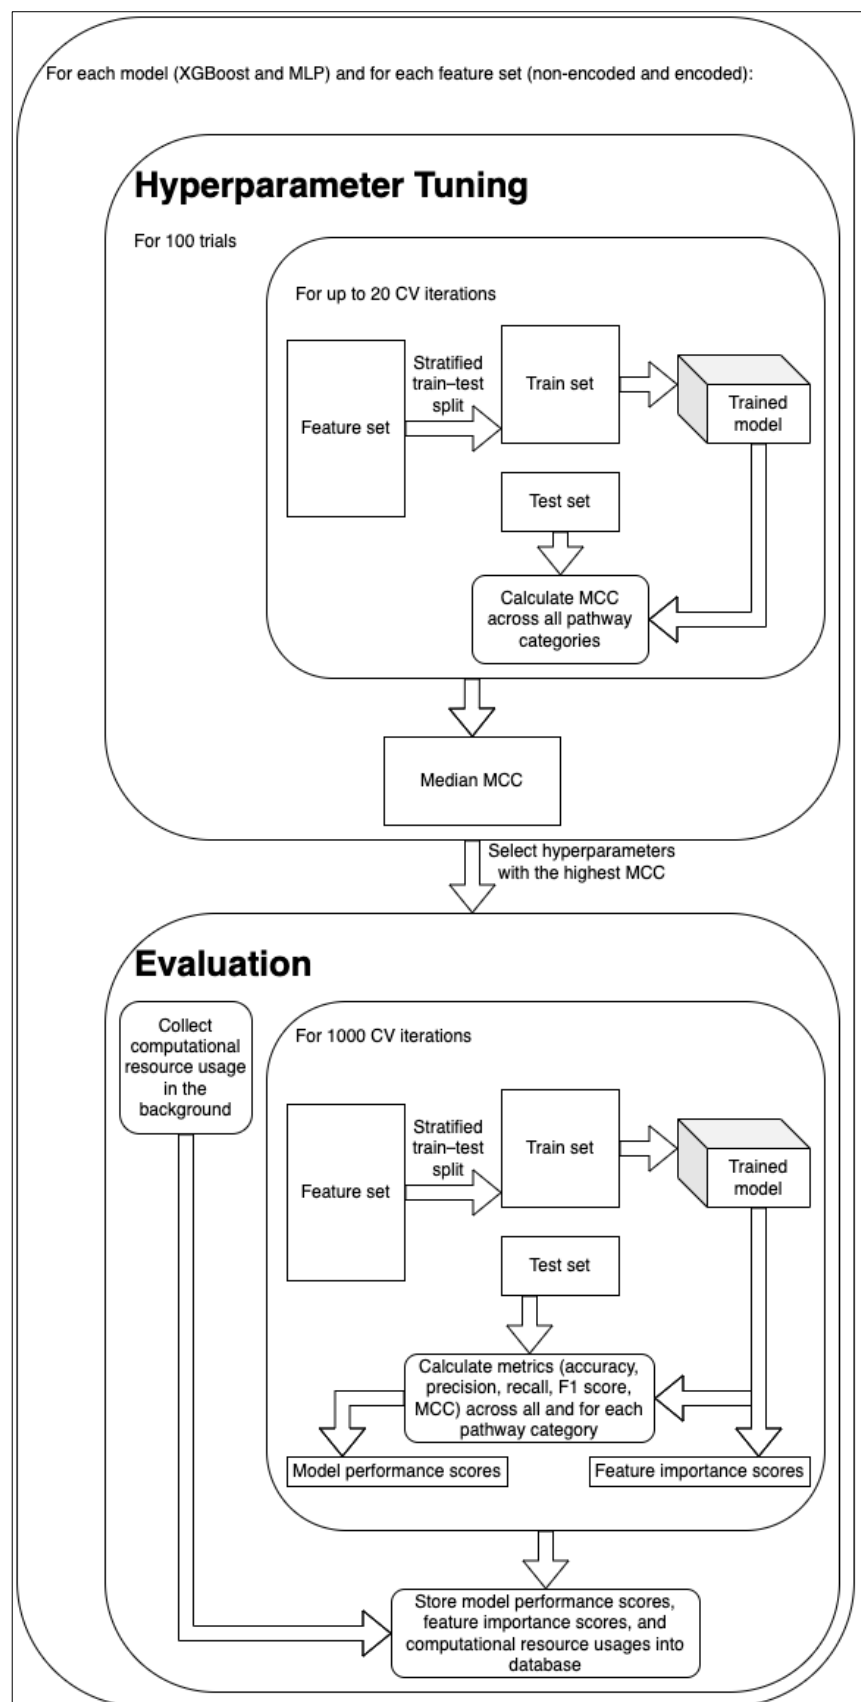 For each model (XGBoost and MLP) and for each feature set (non-encoded and encoded):
Hyperparameter Tuning
For 100 trials
For up to 20 CV iterations
Feature set
Stratified
train–test
split
Train set
Trained
model
Test set
Calculate MCC
across all pathway
categories
Median MCC
Select hyperparameters
with the highest MCC
Evaluation
Collect
computational
resource usage
in the
background
For 1000 CV iterations
Feature set
Stratified
train–test
split
Train set
Trained
model
Test set
Calculate metrics (accuracy,
precision, recall, F1 score,
MCC) across all and for each
pathway category
Model performance scores
Feature importance scores
Store model performance scores,
feature importance scores, and
computational resource usages into
database